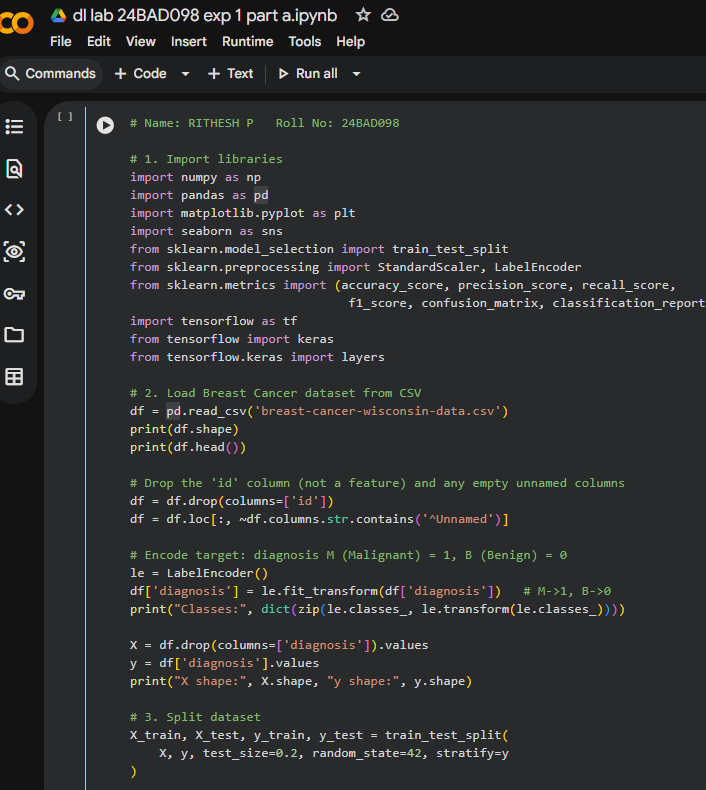 CO dl lab 24BAD098 exp 1 part a.ipynb
File Edit View Insert Runtime Tools Help
Commands + Code + Text Run all
[ ]
# Name: RITHESH P   Roll No: 24BAD098
# 1. Import libraries
import numpy as np
import pandas as pd
import matplotlib.pyplot as plt
import seaborn as sns
from sklearn.model_selection import train_test_split
from sklearn.preprocessing import StandardScaler, LabelEncoder
from sklearn.metrics import (accuracy_score, precision_score, recall_score,
                              f1_score, confusion_matrix, classification_report
import tensorflow as tf
from tensorflow import keras
from tensorflow.keras import layers
# 2. Load Breast Cancer dataset from CSV
df = pd.read_csv('breast-cancer-wisconsin-data.csv')
print(df.shape)
print(df.head())
# Drop the 'id' column (not a feature) and any empty unnamed columns
df = df.drop(columns=['id'])
df = df.loc[:, ~df.columns.str.contains('^Unnamed')]
# Encode target: diagnosis M (Malignant) = 1, B (Benign) = 0
le = LabelEncoder()
df['diagnosis'] = le.fit_transform(df['diagnosis'])   # M->1, B->0
print("Classes:", dict(zip(le.classes_, le.transform(le.classes_))))
X = df.drop(columns=['diagnosis']).values
y = df['diagnosis'].values
print("X shape:", X.shape, "y shape:", y.shape)
# 3. Split dataset
X_train, X_test, y_train, y_test = train_test_split(
    X, y, test_size=0.2, random_state=42, stratify=y
)